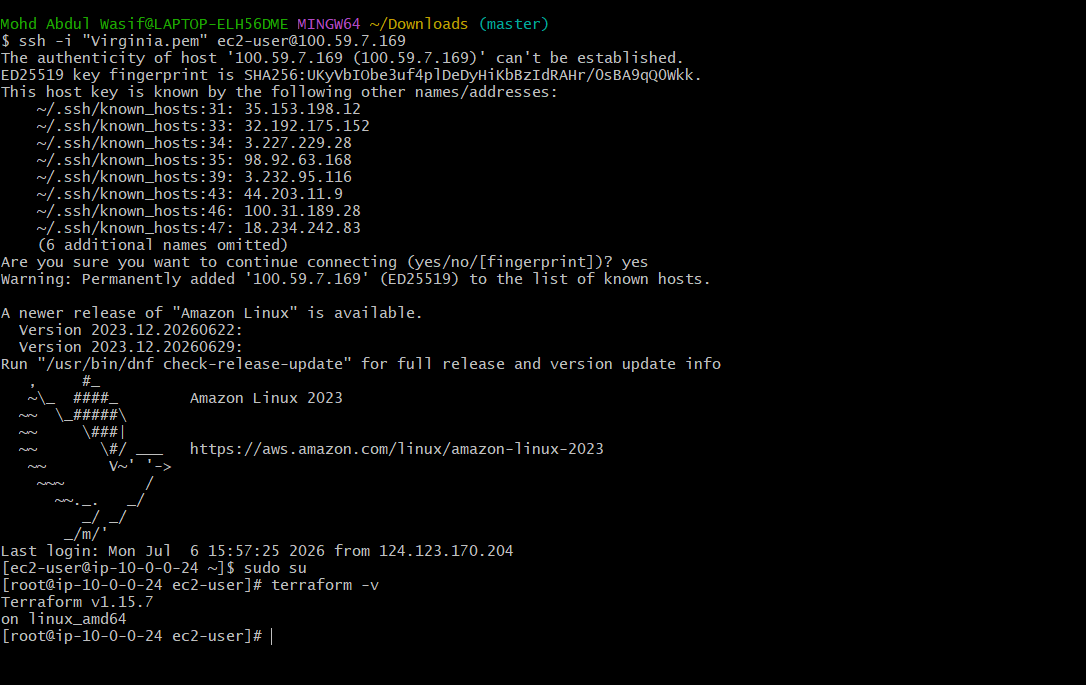 Mohd Abdul Wasif@LAPTOP-ELH56DME MINGW64 ~/Downloads (master)
$ ssh -i "Virginia.pem" ec2-user@100.59.7.169
The authenticity of host '100.59.7.169 (100.59.7.169)' can't be established.
ED25519 key fingerprint is SHA256:UKyVbIObe3uf4plDeDyHiKbBzIdRAHr/OsBA9qQOWkk.
This host key is known by the following other names/addresses:
    ~/.ssh/known_hosts:31: 35.153.198.12
    ~/.ssh/known_hosts:33: 32.192.175.152
    ~/.ssh/known_hosts:34: 3.227.229.28
    ~/.ssh/known_hosts:35: 98.92.63.168
    ~/.ssh/known_hosts:39: 3.232.95.116
    ~/.ssh/known_hosts:43: 44.203.11.9
    ~/.ssh/known_hosts:46: 100.31.189.28
    ~/.ssh/known_hosts:47: 18.234.242.83
    (6 additional names omitted)
Are you sure you want to continue connecting (yes/no/[fingerprint])? yes
Warning: Permanently added '100.59.7.169' (ED25519) to the list of known hosts.

A newer release of "Amazon Linux" is available.
  Version 2023.12.20260622:
  Version 2023.12.20260629:
Run "/usr/bin/dnf check-release-update" for full release and version update info
   ,     #_
   ~\_  ####_        Amazon Linux 2023
  ~~  \_#####\
  ~~     \###|
  ~~       \#/ ___   https://aws.amazon.com/linux/amazon-linux-2023
   ~~       V~' '->
    ~~~         /
      ~~._.   _/
         _/ _/
       _/m/'
Last login: Mon Jul  6 15:57:25 2026 from 124.123.170.204
[ec2-user@ip-10-0-0-24 ~]$ sudo su
[root@ip-10-0-0-24 ec2-user]# terraform -v
Terraform v1.15.7
on linux_amd64
[root@ip-10-0-0-24 ec2-user]#